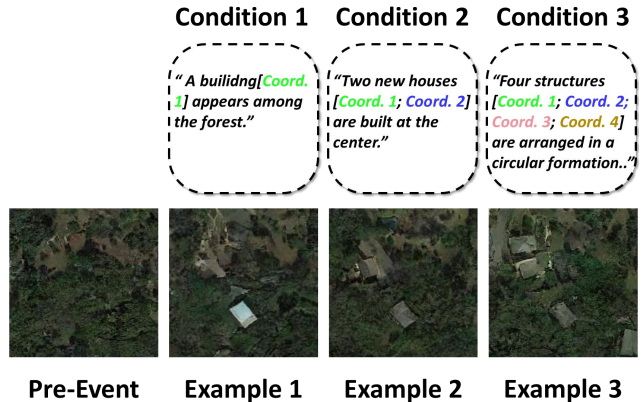 Condition 1
Condition 2
Condition 3
“ A builidng[Coord.
1] appears among
the forest.”
“Two new houses
[Coord. 1; Coord. 2]
are built at the
center.”
“Four structures
[Coord. 1; Coord. 2;
Coord. 3; Coord. 4]
are arranged in a
circular formation..”
Pre-Event
Example 1
Example 2
Example 3